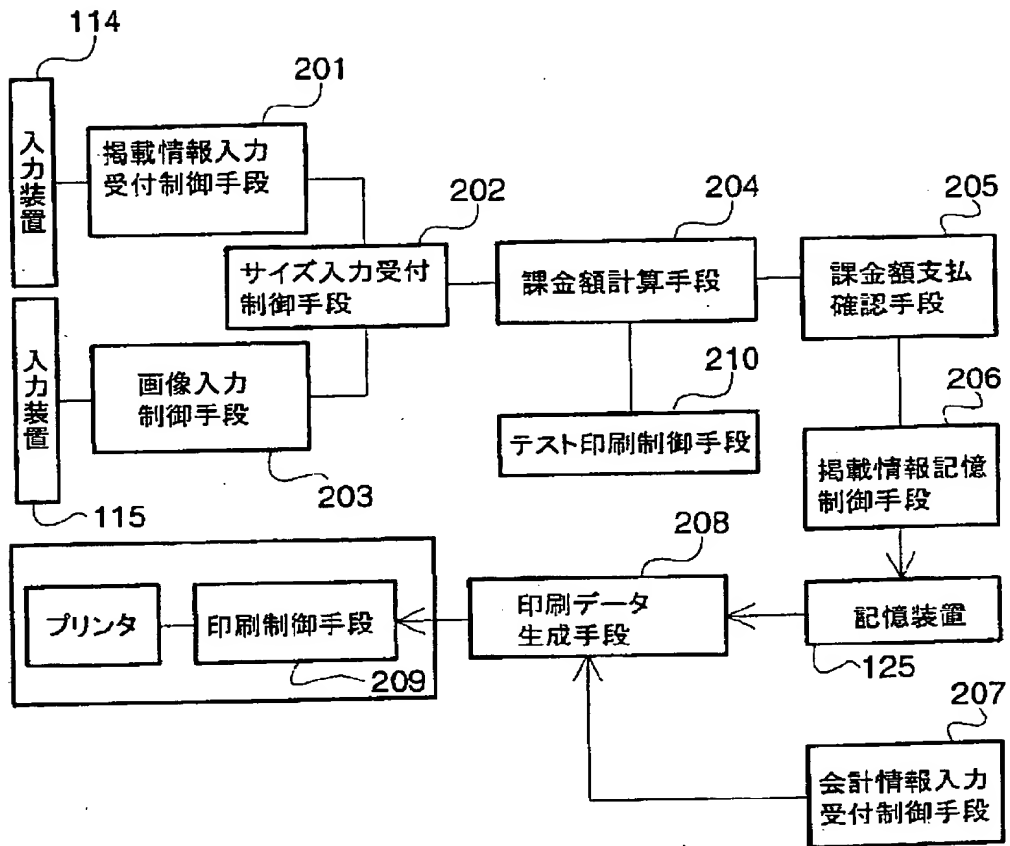 114
入力装置
201
掲載情報入力
受付制御手段
202
サイズ入力受付
制御手段
204
課金額計算手段
205
課金額支払
確認手段
入力装置
115
画像入力
制御手段
203
210
テスト印刷制御手段
206
掲載情報記憶
制御手段
プリンタ
印刷制御手段
209
208
印刷データ
生成手段
記憶装置
125
207
会計情報入力
受付制御手段